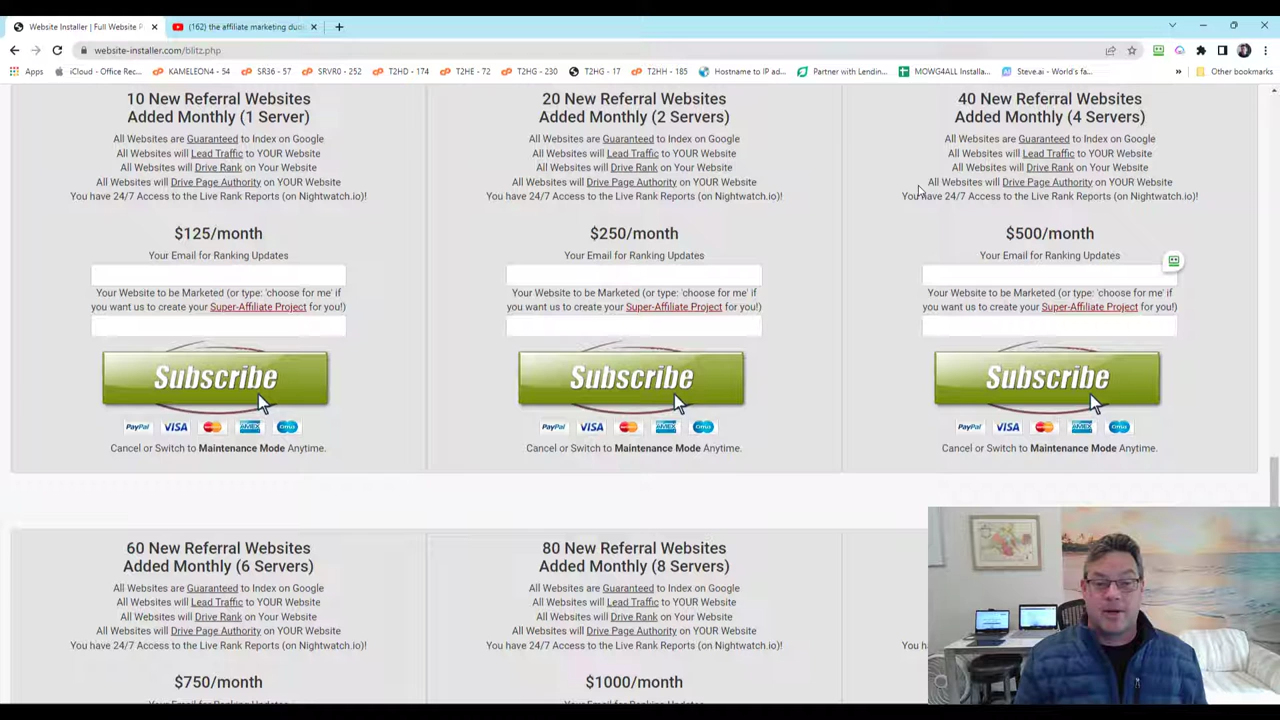 Website Installer | Full Website P
(162) the affiliate marketing dupli
website-installer.com/blitz.php
Apps
iCloud - Office Rec...
KAMELEON4 - 54
SR36 - 57
SRVR0 - 252
T2HD - 174
T2HE - 72
T2HG - 230
T2HG - 17
T2HH - 185
Hostname to IP ad...
Partner with Lendin...
MOWG4ALL Installa...
Steve.ai - World's fa...
»
Other bookmarks
10 New Referral Websites
Added Monthly (1 Server)
All Websites are Guaranteed to Index on Google
All Websites will Lead Traffic to YOUR Website
All Websites will Drive Rank on Your Website
All Websites will Drive Page Authority on YOUR Website
You have 24/7 Access to the Live Rank Reports (on Nightwatch.io)!
$125/month
Your Email for Ranking Updates
Your Website to be Marketed (or type: 'choose for me' if
you want us to create your Super-Affiliate Project for you!)
Subscribe
PayPal VISA AMEX Cirrus
Cancel or Switch to Maintenance Mode Anytime.
20 New Referral Websites
Added Monthly (2 Servers)
All Websites are Guaranteed to Index on Google
All Websites will Lead Traffic to YOUR Website
All Websites will Drive Rank on Your Website
All Websites will Drive Page Authority on YOUR Website
You have 24/7 Access to the Live Rank Reports (on Nightwatch.io)!
$250/month
Your Email for Ranking Updates
Your Website to be Marketed (or type: 'choose for me' if
you want us to create your Super-Affiliate Project for you!)
Subscribe
PayPal VISA AMEX Cirrus
Cancel or Switch to Maintenance Mode Anytime.
40 New Referral Websites
Added Monthly (4 Servers)
All Websites are Guaranteed to Index on Google
All Websites will Lead Traffic to YOUR Website
All Websites will Drive Rank on Your Website
All Websites will Drive Page Authority on YOUR Website
You have 24/7 Access to the Live Rank Reports (on Nightwatch.io)!
$500/month
Your Email for Ranking Updates
Your Website to be Marketed (or type: 'choose for me' if
you want us to create your Super-Affiliate Project for you!)
Subscribe
PayPal VISA AMEX Cirrus
Cancel or Switch to Maintenance Mode Anytime.
60 New Referral Websites
Added Monthly (6 Servers)
All Websites are Guaranteed to Index on Google
All Websites will Lead Traffic to YOUR Website
All Websites will Drive Rank on Your Website
All Websites will Drive Page Authority on YOUR Website
You have 24/7 Access to the Live Rank Reports (on Nightwatch.io)!
$750/month
80 New Referral Websites
Added Monthly (8 Servers)
All Websites are Guaranteed to Index on Google
All Websites will Lead Traffic to YOUR Website
All Websites will Drive Rank on Your Website
All Websites will Drive Page Authority on YOUR Website
You have 24/7 Access to the Live Rank Reports (on Nightwatch.io)!
$1000/month
You